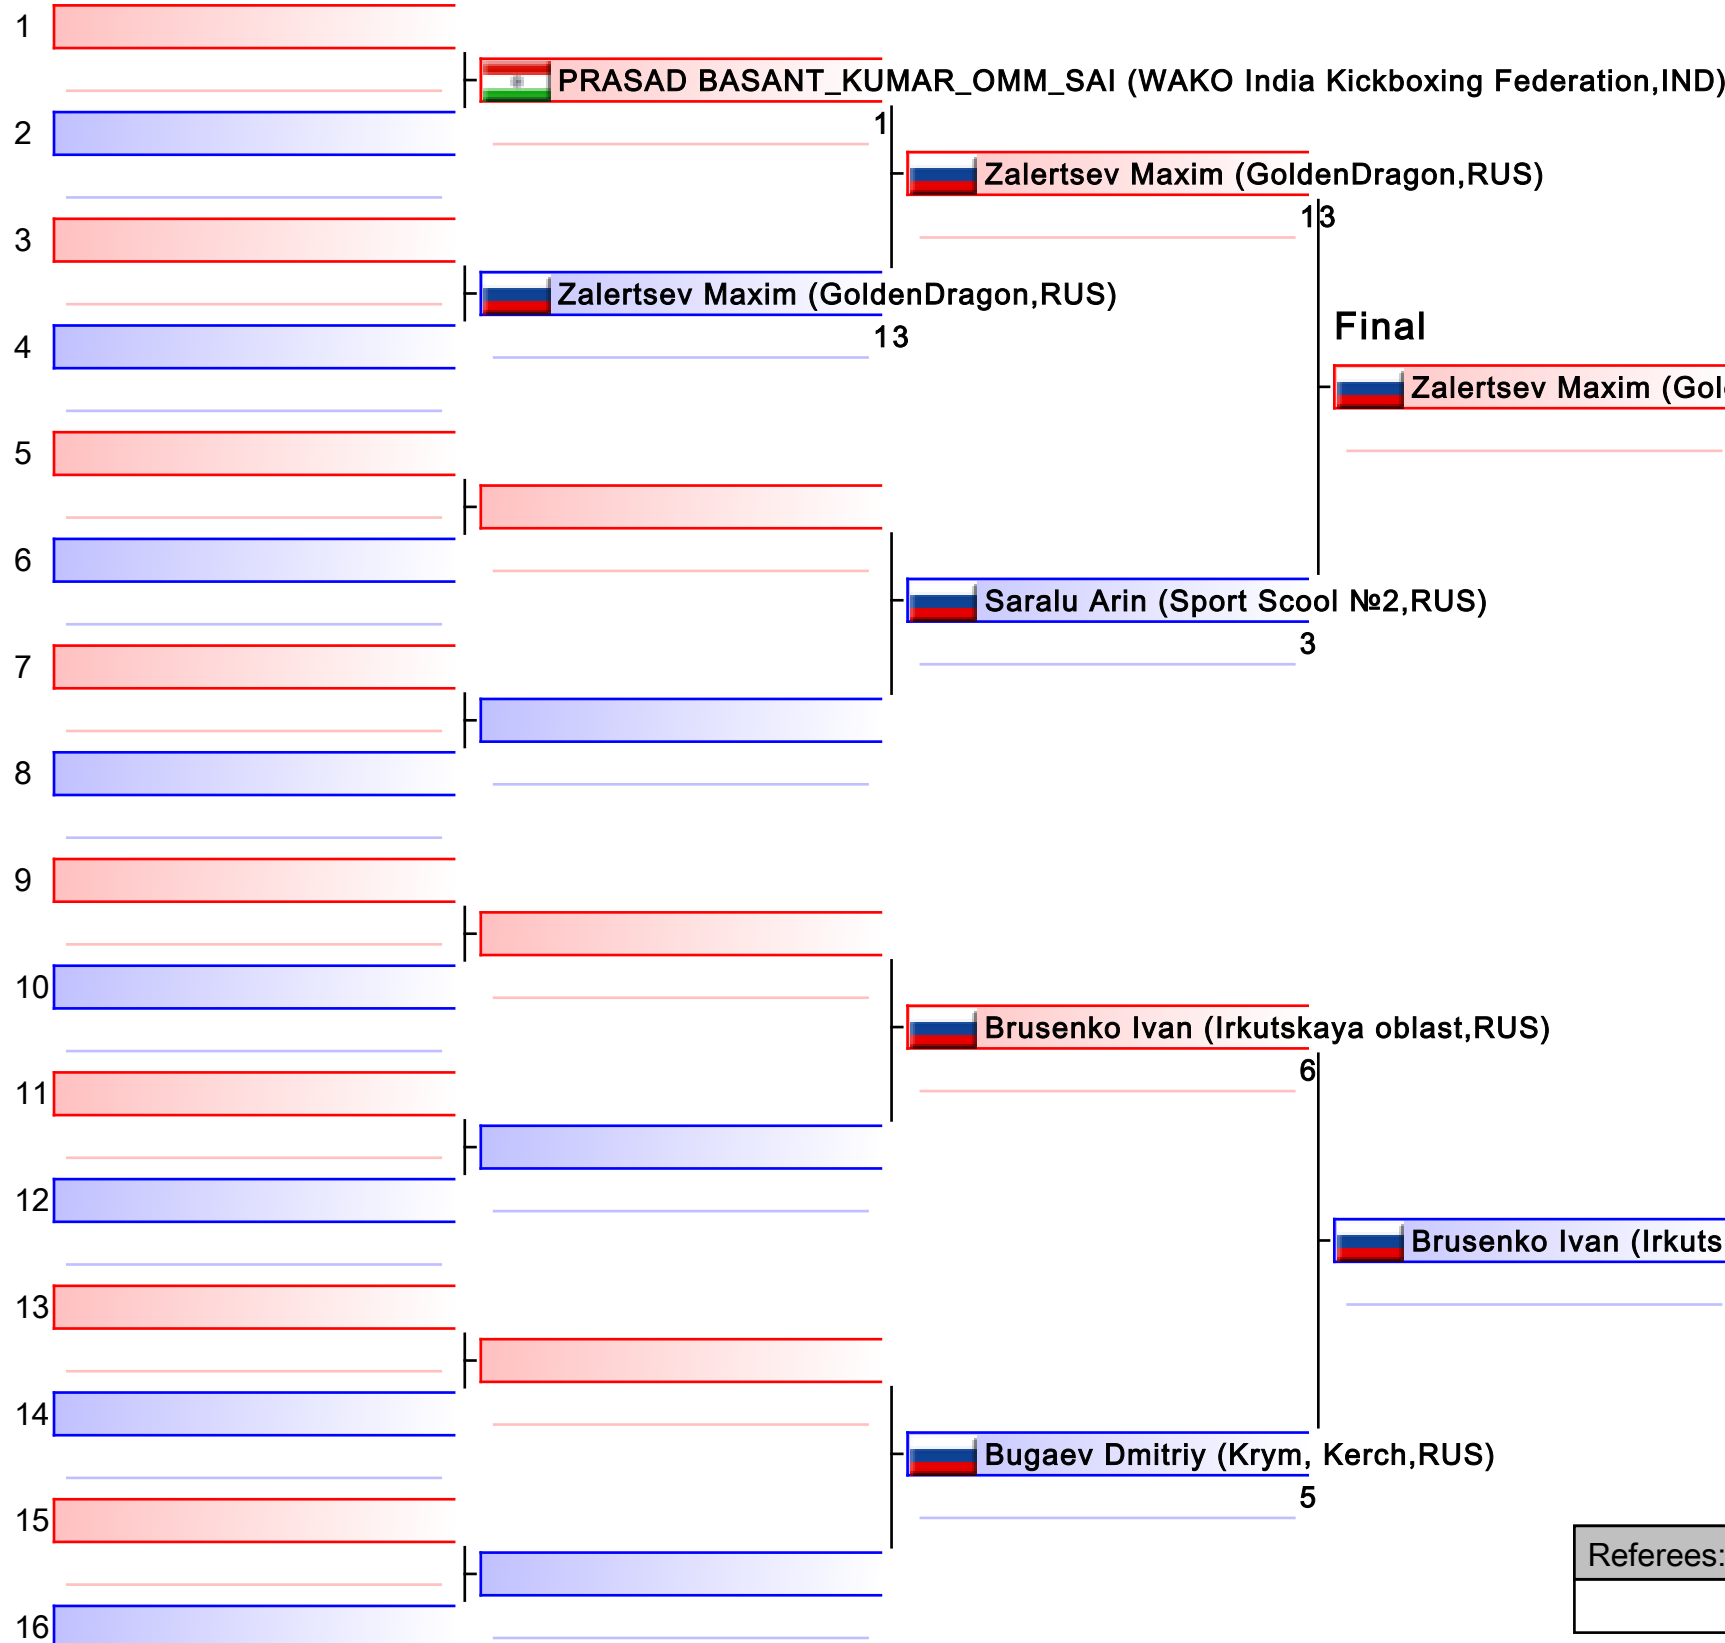 1
PRASAD BASANT_KUMAR_OMM_SAI (WAKO India Kickboxing Federation,IND)
1
2
Zalertsev Maxim (GoldenDragon,RUS)
13
3
Zalertsev Maxim (GoldenDragon,RUS)
13
4
Final
Zalertsev Maxim (Gol
5
6
Saralu Arin (Sport Scool №2,RUS)
3
7
8
9
10
Brusenko Ivan (Irkutskaya oblast,RUS)
6
11
12
Brusenko Ivan (Irkuts
13
14
Bugaev Dmitriy (Krym, Kerch,RUS)
5
15
Referees:
16